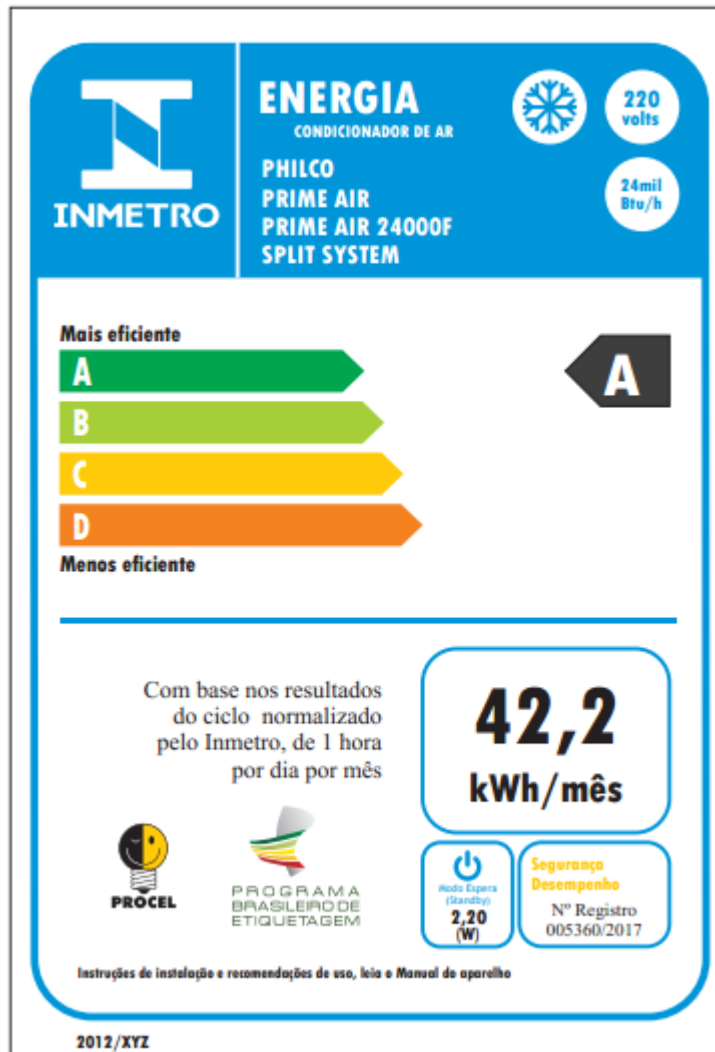 INMETRO
ENERGIA
CONDICIONADOR DE AR
PHILCO
PRIME AIR
PRIME AIR 24000F
SPLIT SYSTEM
220
volts
24mil
Btu/h
Mais eficiente
A
A
B
C
D
Menos eficiente
Com base nos resultados
do ciclo normalizado
pelo Inmetro, de 1 hora
por dia por mês
42,2
kWh/mês
PROCEL
PROGRAMA
BRASILEIRO DE
ETIQUETAGEM
Modo Espera
(Standby)
2,20
(W)
Segurança
Desempenho
Nº Registro
005360/2017
Instruções de instalação e recomendações de uso, leia o Manual do aparelho
2012/XYZ